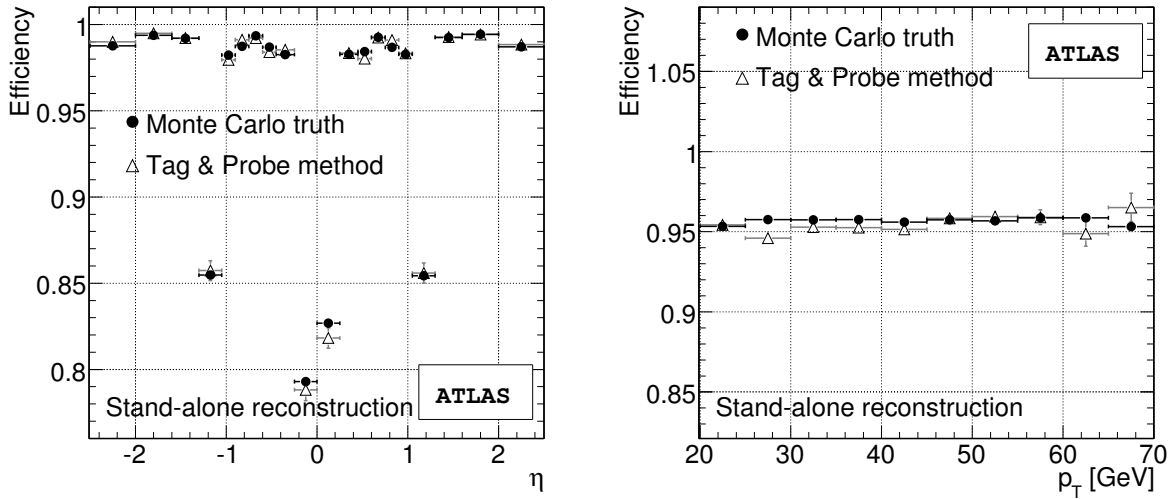 Efficiency
1
0.95
0.9
0.85
0.8
Monte Carlo truth
Tag & Probe method
Stand-alone reconstruction
ATLAS
-2 -1 0 1 2
η
Efficiency
1.05
1
0.95
0.9
0.85
Monte Carlo truth
Tag & Probe method
ATLAS
Stand-alone reconstruction
20 30 40 50 60 70
p_T [GeV]